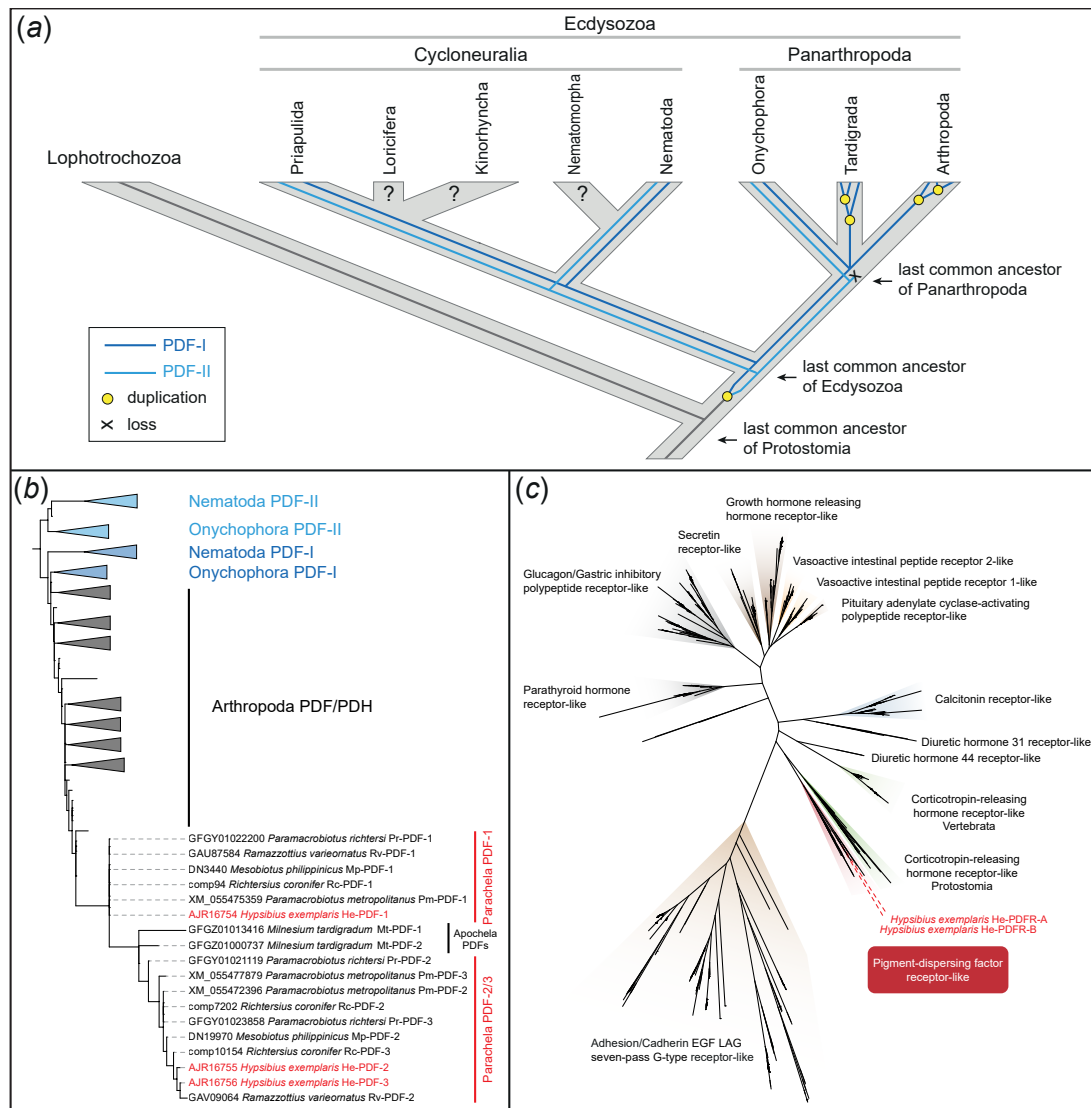 (a)
Ecdysozoa
Cycloneuralia
Panarthropoda
Lophotrochozoa
Priapulida
Loricifera
Kinorhyncha
Nematomorpha
Nematoda
Onychophora
Tardigrada
Arthropoda
?
?
?
last common ancestor
of Panarthropoda
last common ancestor
of Ecdysozoa
last common ancestor
of Protostomia
PDF-I
PDF-II
duplication
loss
(b)
Nematoda PDF-II
Onychophora PDF-II
Nematoda PDF-I
Onychophora PDF-I
Arthropoda PDF/PDH
GFGY01022200 Paramacrobiotus richtersi Pr-PDF-1
GAU87584 Ramazzottius varieornatus Rv-PDF-1
DN3440 Mesobiotus philippinicus Mp-PDF-1
comp94 Richtersius coronifer Rc-PDF-1
XM_055475359 Paramacrobiotus metropolitanus Pm-PDF-1
AJR16754 Hypsibius exemplaris He-PDF-1
GFGZ01013416 Milnesium tardigradum Mt-PDF-1
GFGZ01000737 Milnesium tardigradum Mt-PDF-2
GFGY01021119 Paramacrobiotus richtersi Pr-PDF-2
XM_055477879 Paramacrobiotus metropolitanus Pm-PDF-3
XM_055472396 Paramacrobiotus metropolitanus Pm-PDF-2
comp7202 Richtersius coronifer Rc-PDF-2
GFGY01023858 Paramacrobiotus richtersi Pr-PDF-3
DN19970 Mesobiotus philippinicus Mp-PDF-2
comp10154 Richtersius coronifer Rc-PDF-3
AJR16755 Hypsibius exemplaris He-PDF-2
AJR16756 Hypsibius exemplaris He-PDF-3
GAV09064 Ramazzottius varieornatus Rv-PDF-2
Parachela PDF-1
Apochela
PDFs
Parachela PDF-2/3
(c)
Growth hormone releasing
hormone receptor-like
Secretin
receptor-like
Vasoactive intestinal peptide receptor 2-like
Glucagon/Gastric inhibitory
polypeptide receptor-like
Vasoactive intestinal peptide receptor 1-like
Pituitary adenylate cyclase-activating
polypeptide receptor-like
Parathyroid hormone
receptor-like
Calcitonin receptor-like
Diuretic hormone 31 receptor-like
Diuretic hormone 44 receptor-like
Corticotropin-releasing
hormone receptor-like
Vertebrata
Corticotropin-releasing
hormone receptor-like
Protostomia
Hypsibius exemplaris He-PDFR-A
Hypsibius exemplaris He-PDFR-B
Pigment-dispersing factor
receptor-like
Adhesion/Cadherin EGF LAG
seven-pass G-type receptor-like